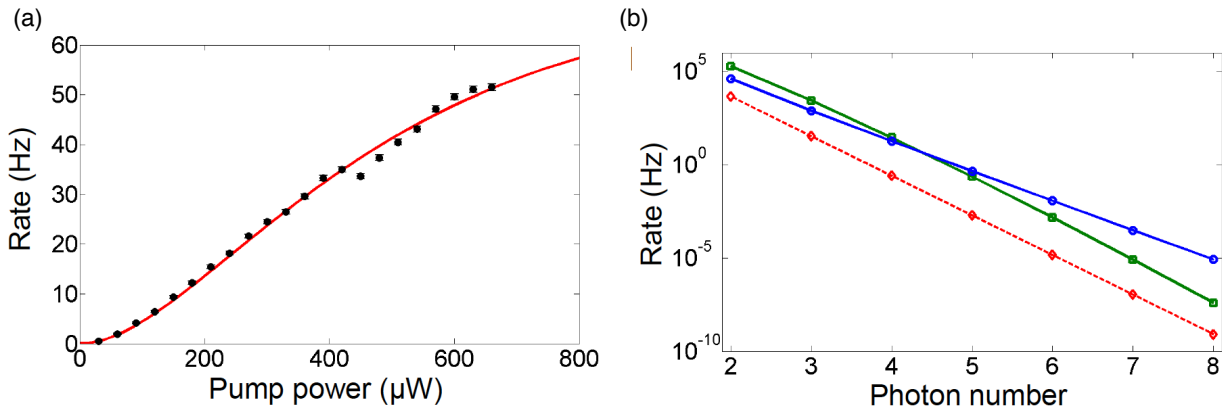 (a)
Rate (Hz)
60
50
40
30
20
10
0
0 200 400 600 800
Pump power (µW)
(b)
Rate (Hz)
10^5
10^0
10^-5
10^-10
2 3 4 5 6 7 8
Photon number